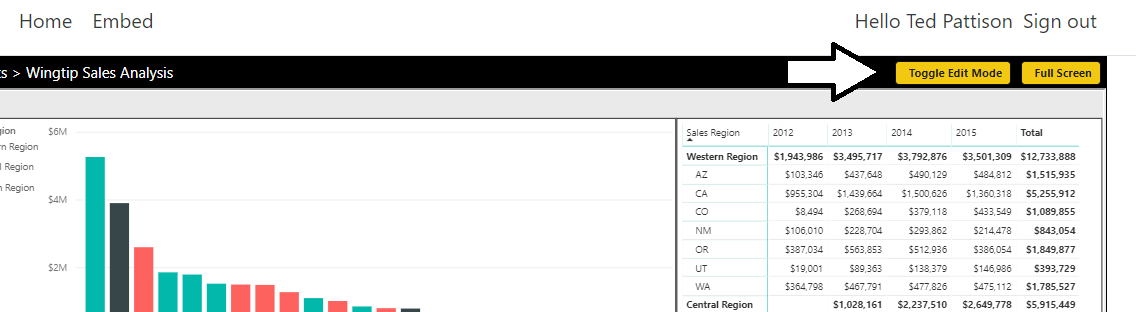 Home Embed Hello Ted Pattison Sign out
s > Wingtip Sales Analysis Toggle Edit Mode Full Screen
gion
rn Region
l Region
n Region
$6M
$4M
$2M
Sales Region 2012 2013 2014 2015 Total
Western Region $1,943,986 $3,495,717 $3,792,876 $3,501,309 $12,733,888
AZ $103,346 $437,648 $490,129 $484,812 $1,515,935
CA $955,304 $1,439,664 $1,500,626 $1,360,318 $5,255,912
CO $8,494 $268,694 $379,118 $433,549 $1,089,855
NM $106,010 $228,704 $293,862 $214,478 $843,054
OR $387,034 $563,853 $512,936 $386,054 $1,849,877
UT $19,001 $89,363 $138,379 $146,986 $393,729
WA $364,798 $467,791 $477,826 $475,112 $1,785,527
Central Region $1,028,161 $2,237,510 $2,649,778 $5,915,449